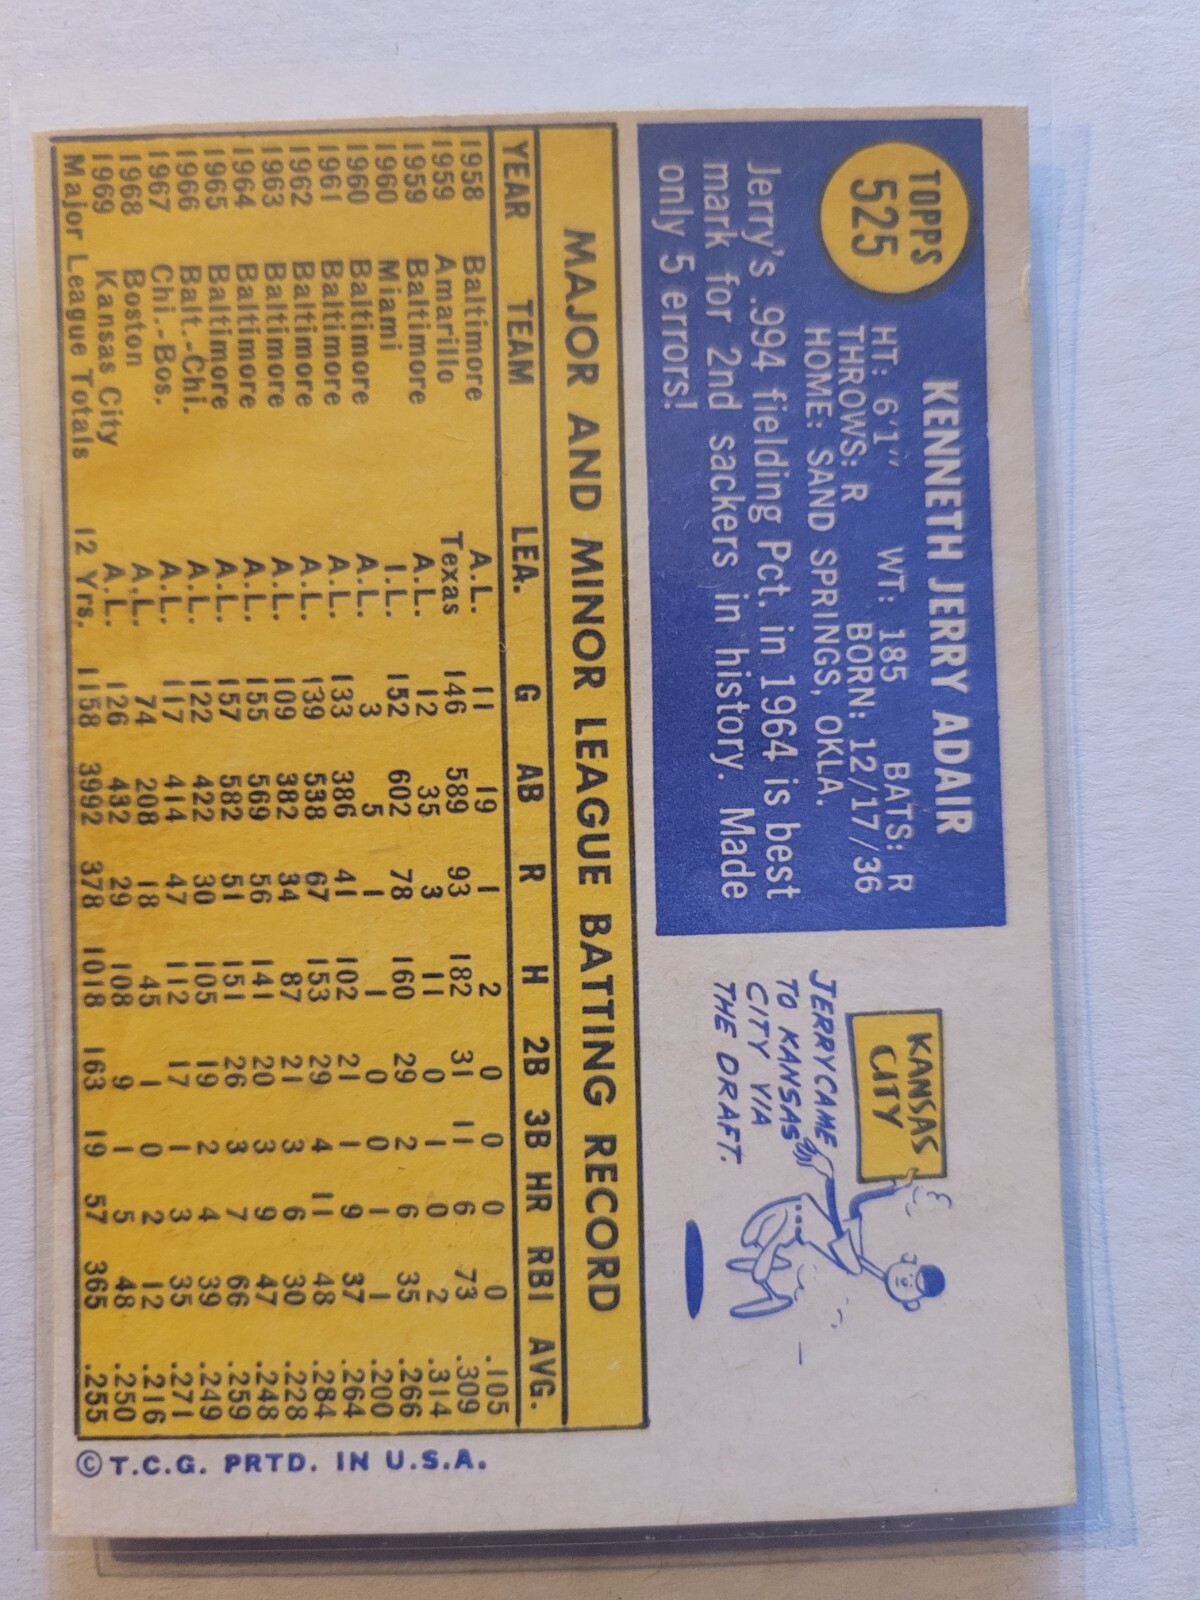 TOPPS
525
KENNETH JERRY ADAIR
HT: 6'1" WT: 185 BATS: R
THROWS: R BORN: 12/17/36
HOME: SAND SPRINGS, OKLA.
Jerry's .994 fielding Pct. in 1964 is best
mark for 2nd sackers in history. Made
only 5 errors!
KANSAS
CITY
JERRY CAME
TO KANSAS
CITY VIA
THE DRAFT.
MAJOR AND MINOR LEAGUE BATTING RECORD
YEAR TEAM LEA. G AB R H 2B 3B HR RBI AVG.
1958 Baltimore A.L. 11 19 1 2 0 0 0 0 .105
1959 Amarillo Texas 146 589 93 182 31 11 6 73 .309
1959 Baltimore A.L. 12 35 3 11 0 1 0 2 .314
1960 Miami I.L. 152 602 78 160 29 2 6 35 .266
1960 Baltimore A.L. 3 5 1 1 0 0 1 1 .200
1961 Baltimore A.L. 133 386 41 102 21 1 9 37 .264
1962 Baltimore A.L. 139 538 67 153 29 4 11 48 .284
1963 Baltimore A.L. 109 382 34 87 21 3 6 30 .228
1964 Baltimore A.L. 155 569 56 141 20 3 9 47 .248
1965 Baltimore A.L. 157 582 51 151 26 3 7 66 .259
1966 Balt.-Chi. A.L. 122 422 30 105 19 2 4 39 .249
1967 Chi.-Bos. A.L. 117 414 47 112 17 1 3 35 .271
1968 Boston A.L. 74 208 18 45 1 0 2 12 .216
1969 Kansas City A.L. 126 432 29 108 9 1 5 48 .250
Major League Totals 12 Yrs. 1158 3992 378 1018 163 19 57 365 .255
© T.C.G. PRTD. IN U.S.A.